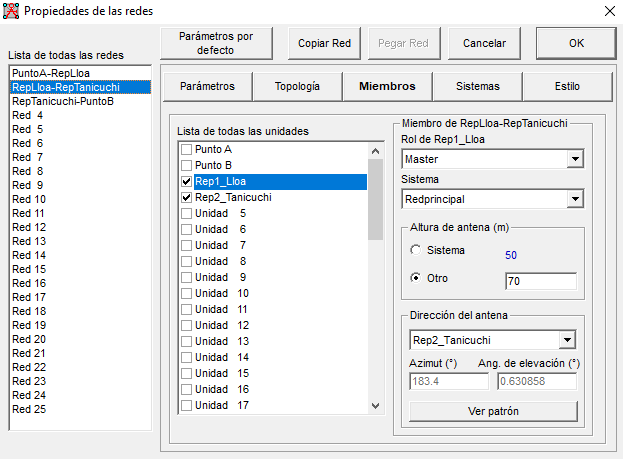 Propiedades de las redes
Lista de todas las redes
PuntoA-RepLloa
RepLloa-RepTanicuchi
RepTanicuchi-PuntoB
Red 4
Red 5
Red 6
Red 7
Red 8
Red 9
Red 10
Red 11
Red 12
Red 13
Red 14
Red 15
Red 16
Red 17
Red 18
Red 19
Red 20
Red 21
Red 22
Red 23
Red 24
Red 25
Parámetros por
defecto
Copiar Red
Pegar Red
Cancelar
OK
Parámetros
Topología
Miembros
Sistemas
Estilo
Lista de todas las unidades
Punto A
Punto B
Rep1_Lloa
Rep2_Tanicuchi
Unidad 5
Unidad 6
Unidad 7
Unidad 8
Unidad 9
Unidad 10
Unidad 11
Unidad 12
Unidad 13
Unidad 14
Unidad 15
Unidad 16
Unidad 17
Miembro de RepLloa-RepTanicuchi
Rol de Rep1_Lloa
Master
Sistema
Redprincipal
Altura de antena (m)
Sistema 50
Otro 70
Dirección del antena
Rep2_Tanicuchi
Azimut (°) Ang. de elevación (°)
183.4 0.630858
Ver patrón